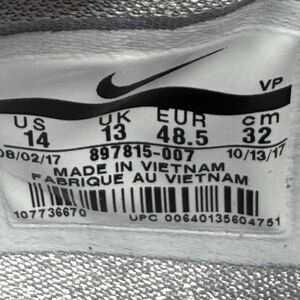 VP
US UK EUR cm
14 13 48.5 32
08/02/17 897815-007 10/13/17
MADE IN VIETNAM
FABRIQUE AU VIETNAM
107736670 UPC 00640135604751